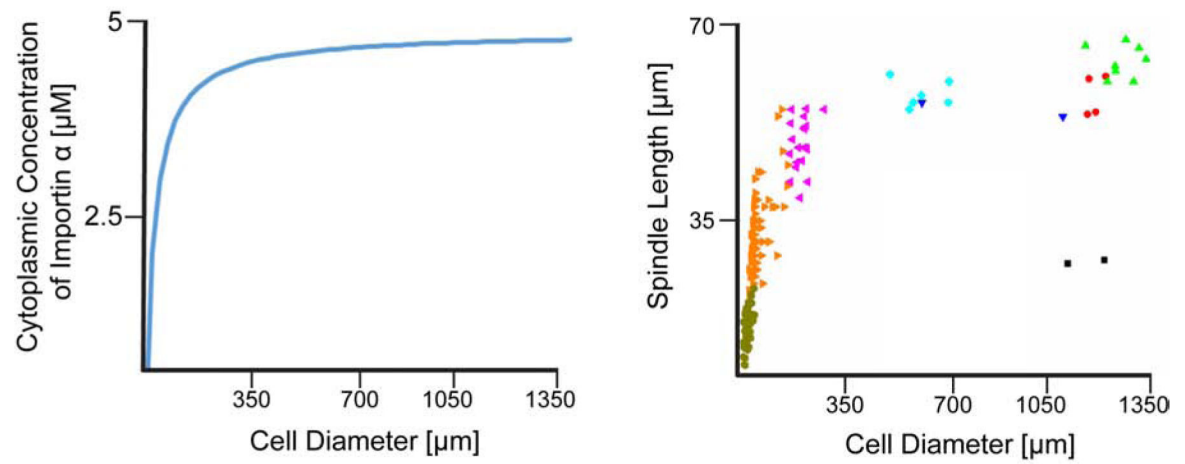 Cytoplasmic Concentration
of Importin α [µM]
5
2.5
350 700 1050 1350
Cell Diameter [µm]
Spindle Length [µm]
70
35
350 700 1050 1350
Cell Diameter [µm]